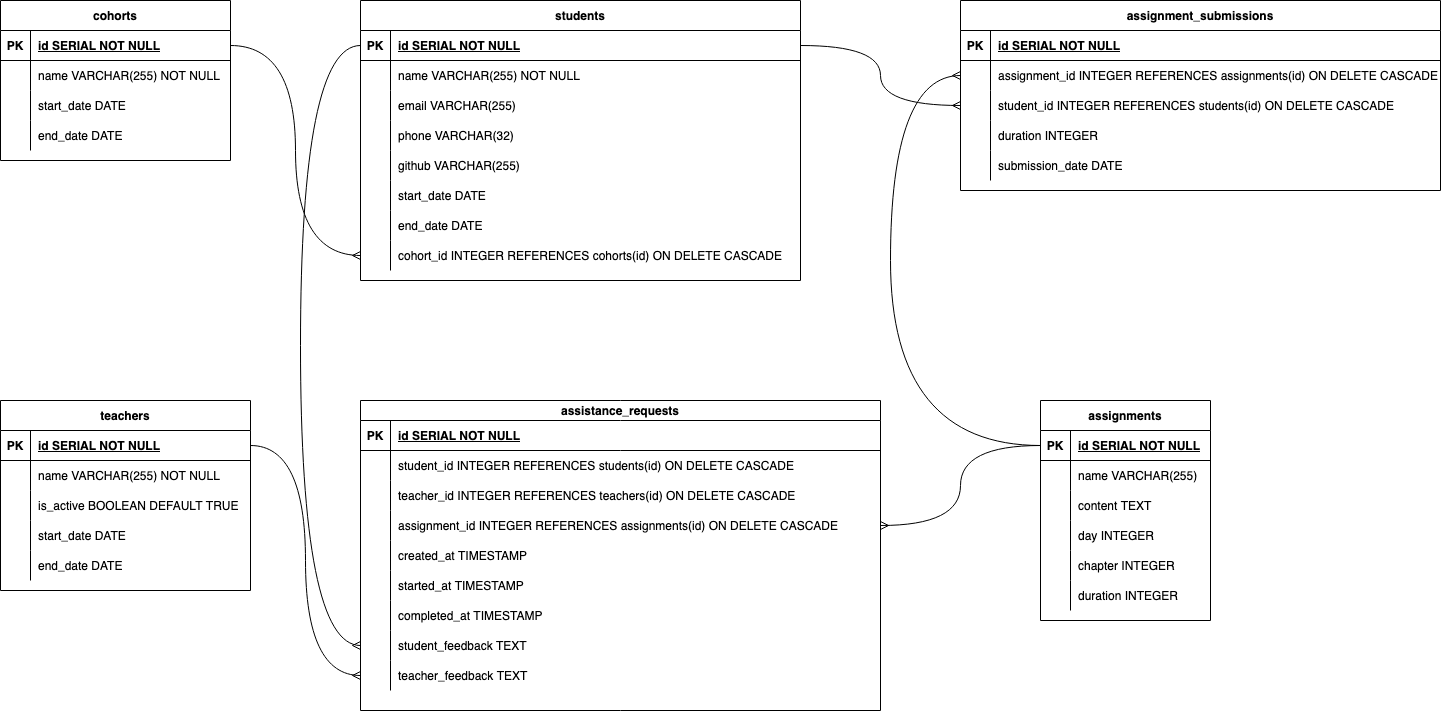 cohorts
PK id SERIAL NOT NULL
name VARCHAR(255) NOT NULL
start_date DATE
end_date DATE
students
PK id SERIAL NOT NULL
name VARCHAR(255) NOT NULL
email VARCHAR(255)
phone VARCHAR(32)
github VARCHAR(255)
start_date DATE
end_date DATE
cohort_id INTEGER REFERENCES cohorts(id) ON DELETE CASCADE
assignment_submissions
PK id SERIAL NOT NULL
assignment_id INTEGER REFERENCES assignments(id) ON DELETE CASCADE
student_id INTEGER REFERENCES students(id) ON DELETE CASCADE
duration INTEGER
submission_date DATE
teachers
PK id SERIAL NOT NULL
name VARCHAR(255) NOT NULL
is_active BOOLEAN DEFAULT TRUE
start_date DATE
end_date DATE
assistance_requests
PK id SERIAL NOT NULL
student_id INTEGER REFERENCES students(id) ON DELETE CASCADE
teacher_id INTEGER REFERENCES teachers(id) ON DELETE CASCADE
assignment_id INTEGER REFERENCES assignments(id) ON DELETE CASCADE
created_at TIMESTAMP
started_at TIMESTAMP
completed_at TIMESTAMP
student_feedback TEXT
teacher_feedback TEXT
assignments
PK id SERIAL NOT NULL
name VARCHAR(255)
content TEXT
day INTEGER
chapter INTEGER
duration INTEGER